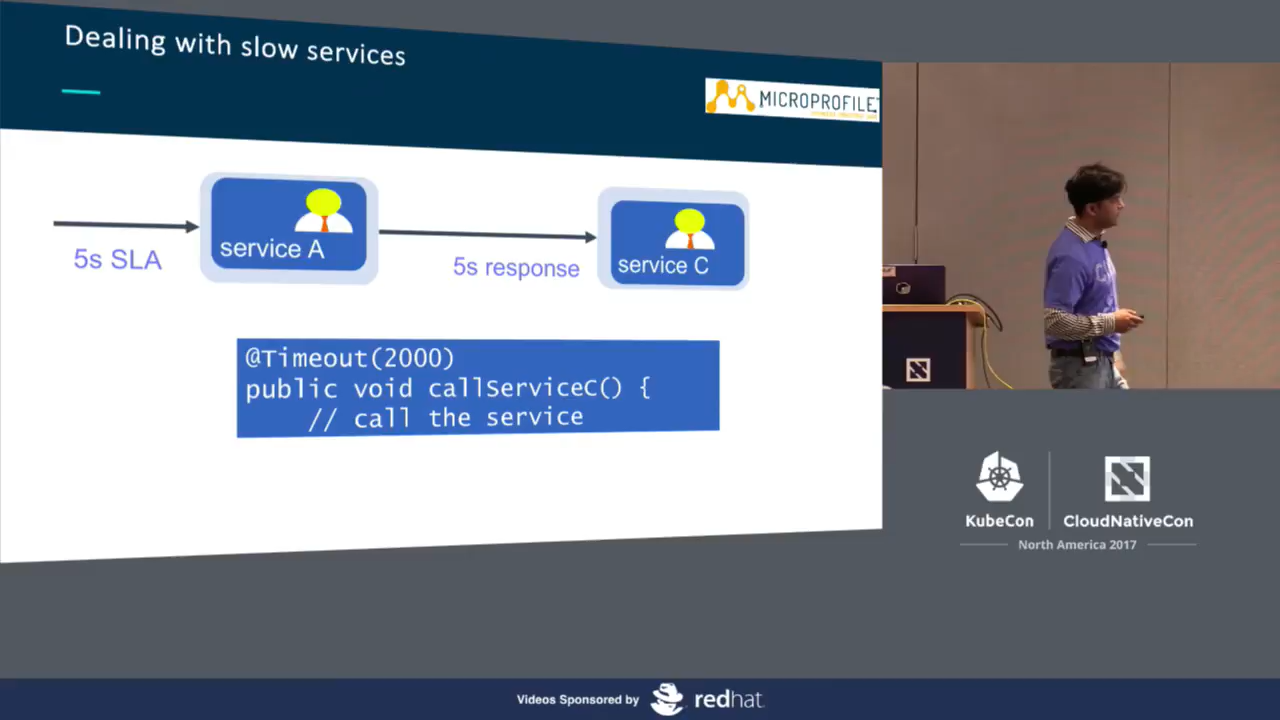 Dealing with slow services
MICROPROFILE
5s SLA
service A
5s response
service C
@Timeout(2000)
public void callServiceC() {
// call the service
KubeCon
CloudNativeCon
North America 2017
Videos Sponsored by
redhat